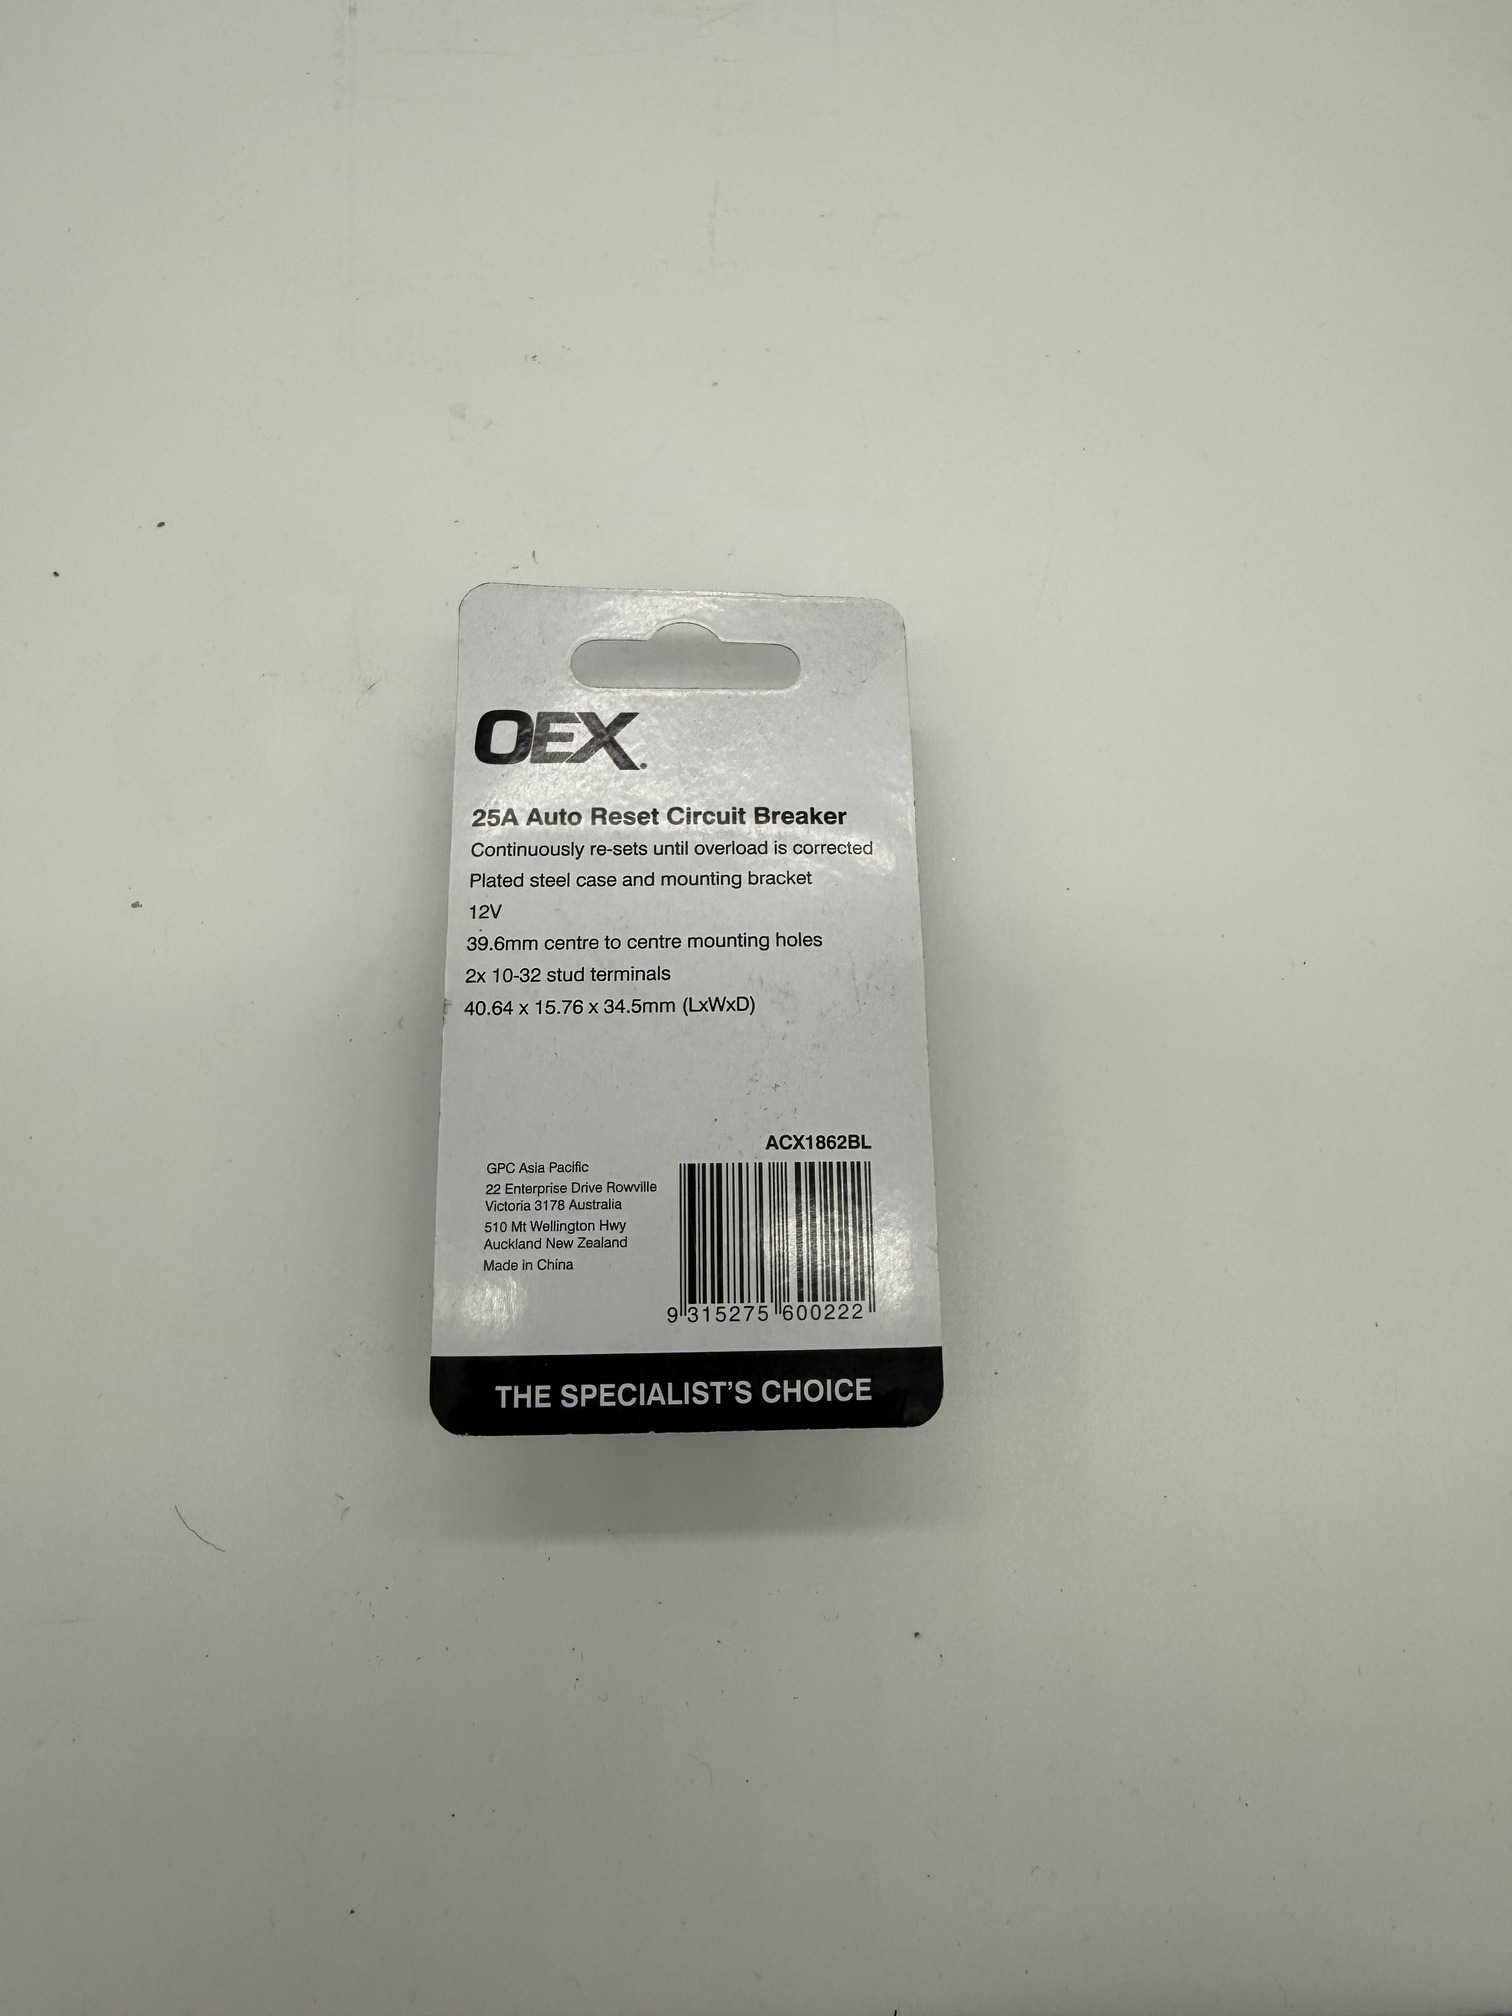 OEX
25A Auto Reset Circuit Breaker
Continuously re-sets until overload is corrected
Plated steel case and mounting bracket
12V
39.6mm centre to centre mounting holes
2x 10-32 stud terminals
40.64 x 15.76 x 34.5mm (LxWxD)
ACX1862BL
GPC Asia Pacific
22 Enterprise Drive Rowville
Victoria 3178 Australia
510 Mt Wellington Hwy
Auckland New Zealand
Made in China
9 315275 600222
THE SPECIALIST'S CHOICE